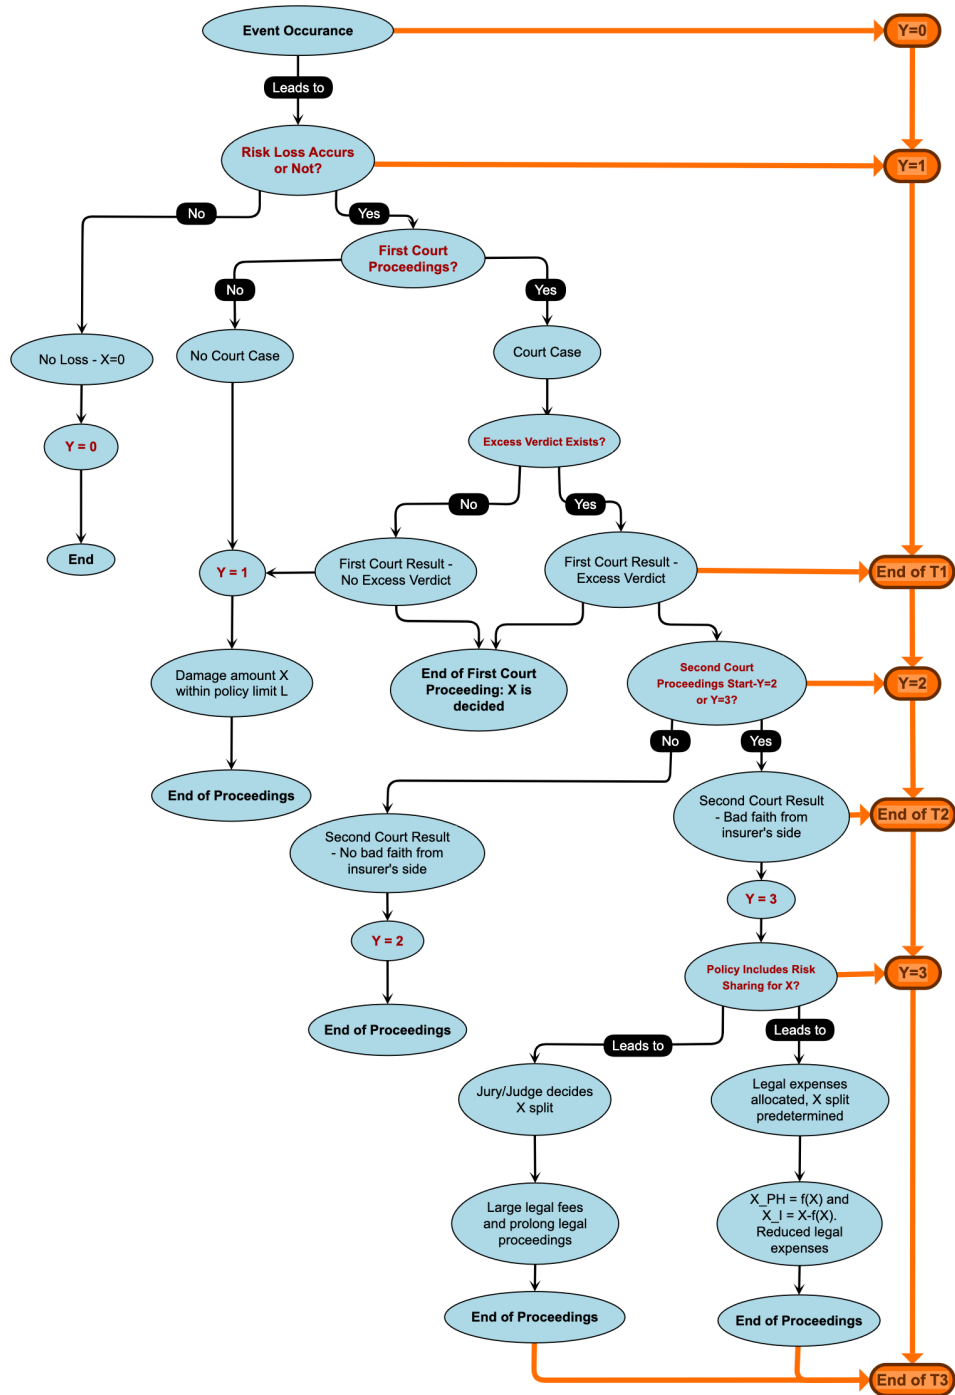 Event Occurance
Y=0
Leads to
Risk Loss Accurs
or Not?
Y=1
No
Yes
First Court
Proceedings?
No
Yes
No Loss - X=0
No Court Case
Court Case
Y = 0
Excess Verdict Exists?
No
Yes
End
Y = 1
First Court Result -
No Excess Verdict
First Court Result -
Excess Verdict
End of T1
Damage amount X
within policy limit L
End of First Court
Proceeding: X is
decided
Second Court
Proceedings Start-Y=2
or Y=3?
Y=2
No
Yes
End of Proceedings
Second Court Result
- Bad faith from
insurer's side
End of T2
Second Court Result
- No bad faith from
insurer's side
Y = 3
Y = 2
Policy Includes Risk
Sharing for X?
Y=3
End of Proceedings
Leads to
Leads to
Jury/Judge decides
X split
Legal expenses
allocated, X split
predetermined
Large legal fees
and prolong legal
proceedings
X_PH = f(X) and
X_I = X-f(X).
Reduced legal
expenses
End of Proceedings
End of Proceedings
End of T3